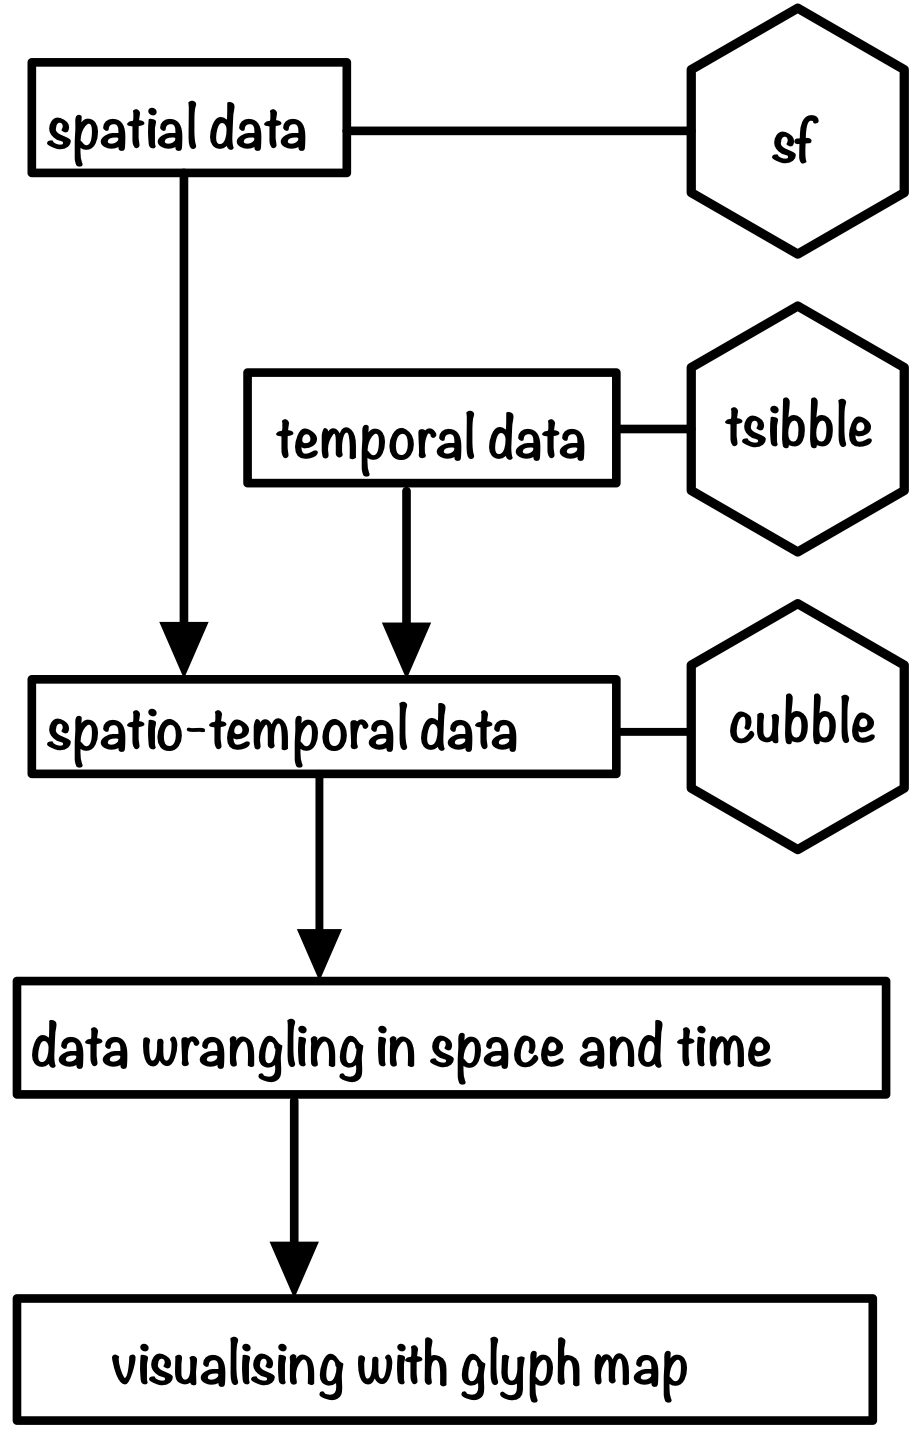 spatial data
sf
temporal data
tsibble
spatio-temporal data
cubble
data wrangling in space and time
visualising with glyph map